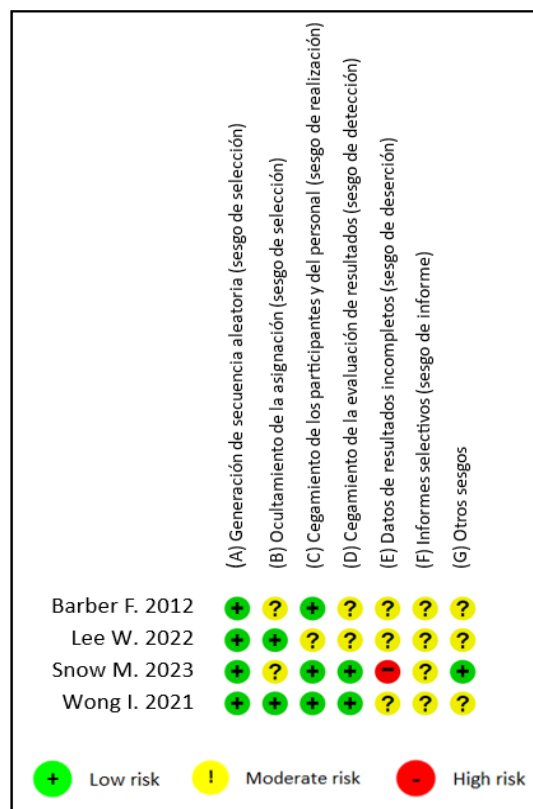 (A) Generación de secuencia aleatoria (sesgo de selección)
(B) Ocultamiento de la asignación (sesgo de selección)
(C) Cegamiento de los participantes y del personal (sesgo de realización)
(D) Cegamiento de la evaluación de resultados (sesgo de detección)
(E) Datos de resultados incompletos (sesgo de deserción)
(F) Informes selectivos (sesgo de informe)
(G) Otros sesgos
Barber F. 2012 + ? + ? ? ? ?
Lee W. 2022 + + ? ? ? ? ?
Snow M. 2023 + ? + + - ? +
Wong I. 2021 + + + + ? ? ?
+ Low risk ! Moderate risk - High risk